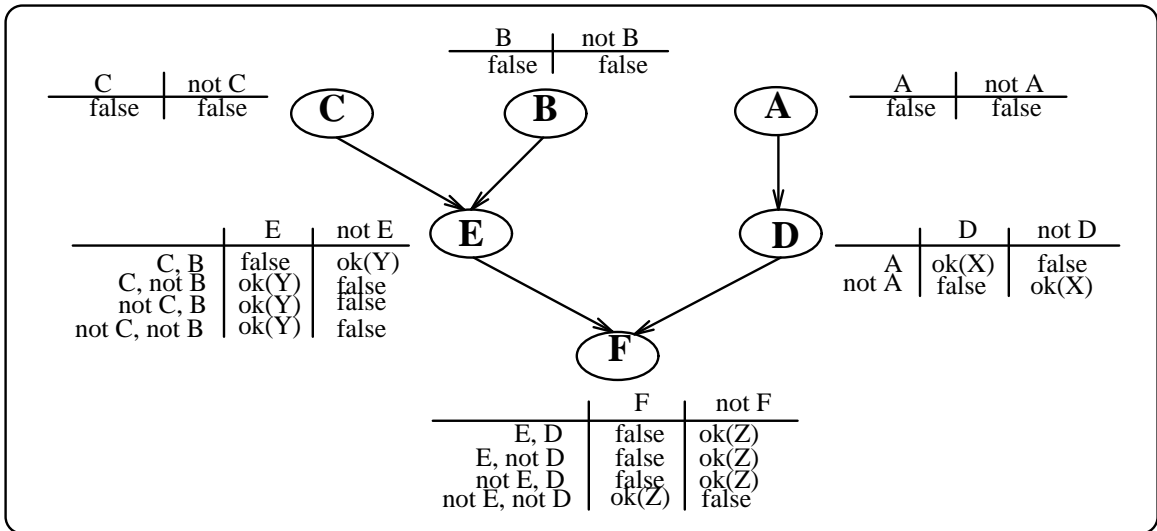 B not B
false false
C not C
false false
C
B
A
A not A
false false
E
D
E not E
C, B false ok(Y)
C, not B ok(Y) false
not C, B ok(Y) false
not C, not B ok(Y) false
D not D
A ok(X) false
not A false ok(X)
F
F not F
E, D false ok(Z)
E, not D false ok(Z)
not E, D false ok(Z)
not E, not D ok(Z) false